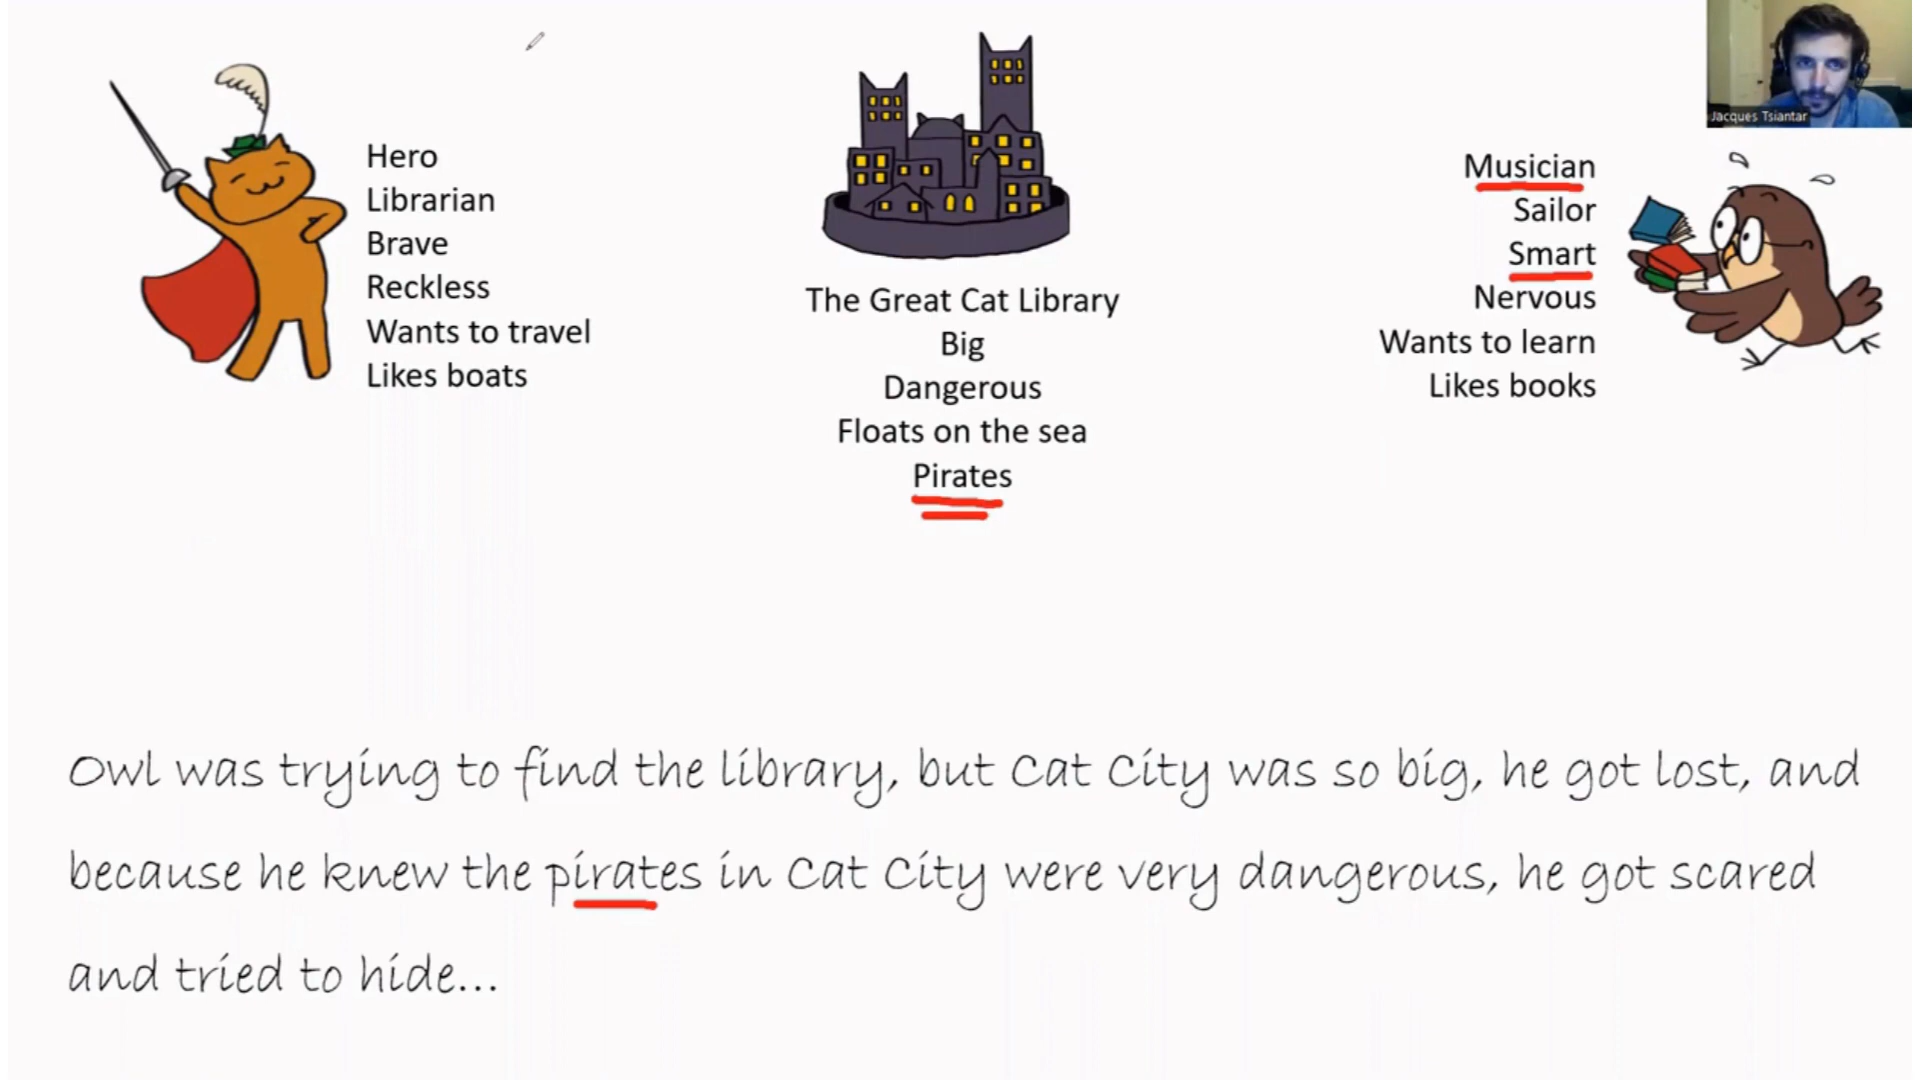 Jacques Tsiantar
Hero
Librarian
Brave
Reckless
Wants to travel
Likes boats
The Great Cat Library
Big
Dangerous
Floats on the sea
Pirates
Musician
Sailor
Smart
Nervous
Wants to learn
Likes books
Owl was trying to find the library, but Cat City was so big, he got lost, and
because he knew the pirates in Cat City were very dangerous, he got scared
and tried to hide...